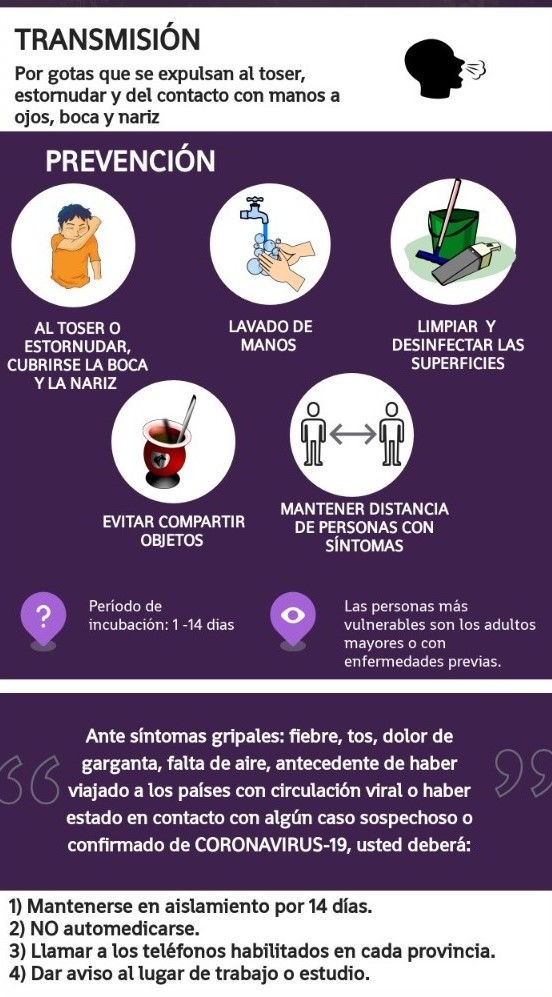 TRANSMISIÓN
Por gotas que se expulsan al toser,
estornudar y del contacto con manos a
ojos, boca y nariz
PREVENCIÓN
AL TOSER O
ESTORNUDAR,
CUBRIRSE LA BOCA
Y LA NARIZ
LAVADO DE
MANOS
LIMPIAR Y
DESINFECTAR LAS
SUPERFICIES
EVITAR COMPARTIR
OBJETOS
MANTENER DISTANCIA
DE PERSONAS CON
SÍNTOMAS
?
Período de
incubación: 1 -14 dias
Las personas más
vulnerables son los adultos
mayores o con
enfermedades previas.
“
Ante síntomas gripales: fiebre, tos, dolor de
garganta, falta de aire, antecedente de haber
viajado a los países con circulación viral o haber
estado en contacto con algún caso sospechoso o
confirmado de CORONAVIRUS-19, usted deberá:
”
1) Mantenerse en aislamiento por 14 días.
2) NO automedicarse.
3) Llamar a los teléfonos habilitados en cada provincia.
4) Dar aviso al lugar de trabajo o estudio.